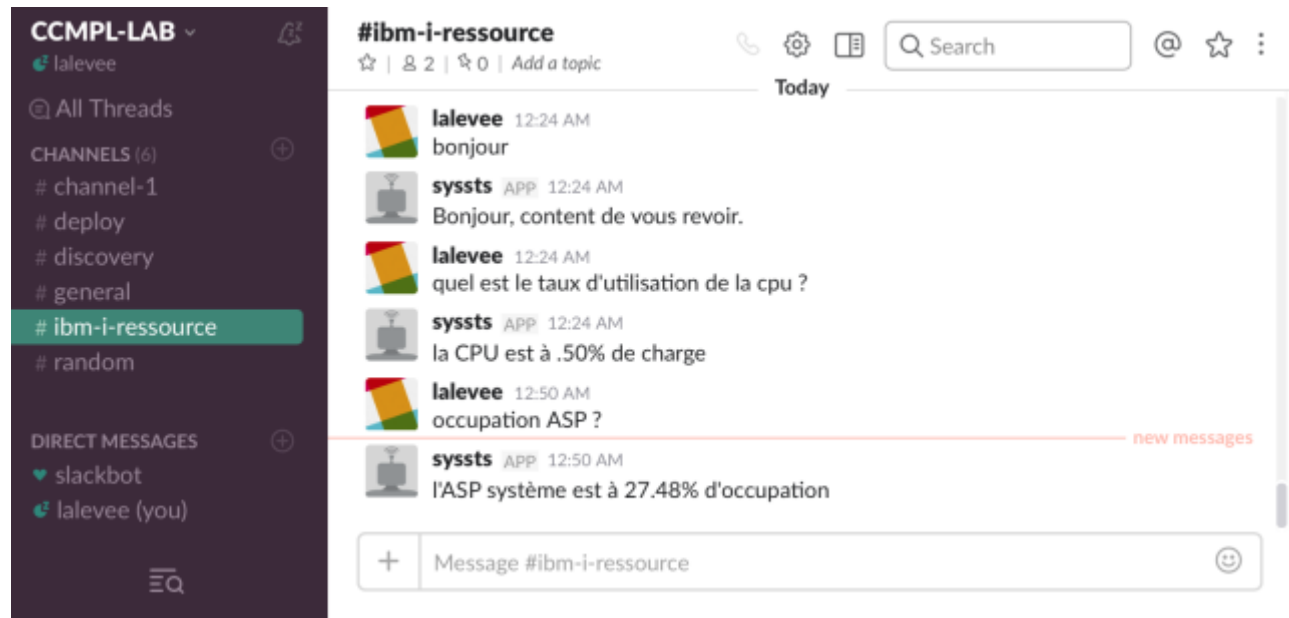 CCMPL-LAB
lalevee
All Threads
CHANNELS (6)
# channel-1
# deploy
# discovery
# general
# ibm-i-ressource
# random
DIRECT MESSAGES
slackbot
lalevee (you)
#ibm-i-ressource
2 | 0 | Add a topic
Search
Today
lalevee 12:24 AM
bonjour
syssts APP 12:24 AM
Bonjour, content de vous revoir.
lalevee 12:24 AM
quel est le taux d'utilisation de la cpu ?
syssts APP 12:24 AM
la CPU est à .50% de charge
lalevee 12:50 AM
occupation ASP ?
new messages
syssts APP 12:50 AM
l'ASP système est à 27.48% d'occupation
Message #ibm-i-ressource